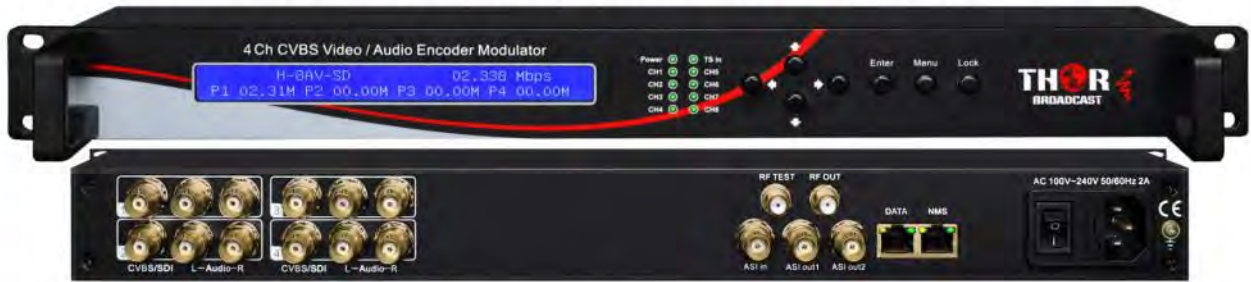 4 Ch CVBS Video / Audio Encoder Modulator
H-8AV-SD 02.338 Mbps
P1 02.31M P2 00.00M P3 00.00M P4 00.00M
Power TS in
CH1 CH5
CH2 CH6
CH3 CH7
CH4 CH8
Enter Menu Lock
THOR
BROADCAST
RF TEST RF OUT
AC 100V~240V 50/60Hz 2A
DATA NMS
CE
3
4
CVBS/SDI L-Audio-R CVBS/SDI L-Audio-R
ASI in ASI out1 ASI out2